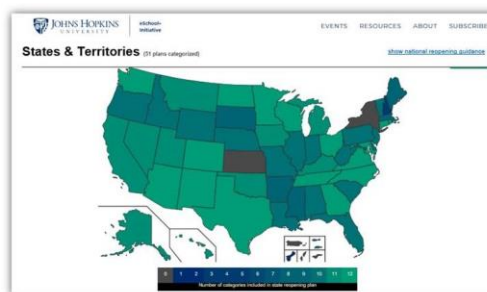 JOHNS HOPKINS
UNIVERSITY
eSchool+
Initiative
EVENTS RESOURCES ABOUT SUBSCRIBE
States & Territories (51 plans categorized)
show national reopening guidance
0 1 2 3 4 5 6 7 8 9 10 11 12
Number of categories included in state reopening plan